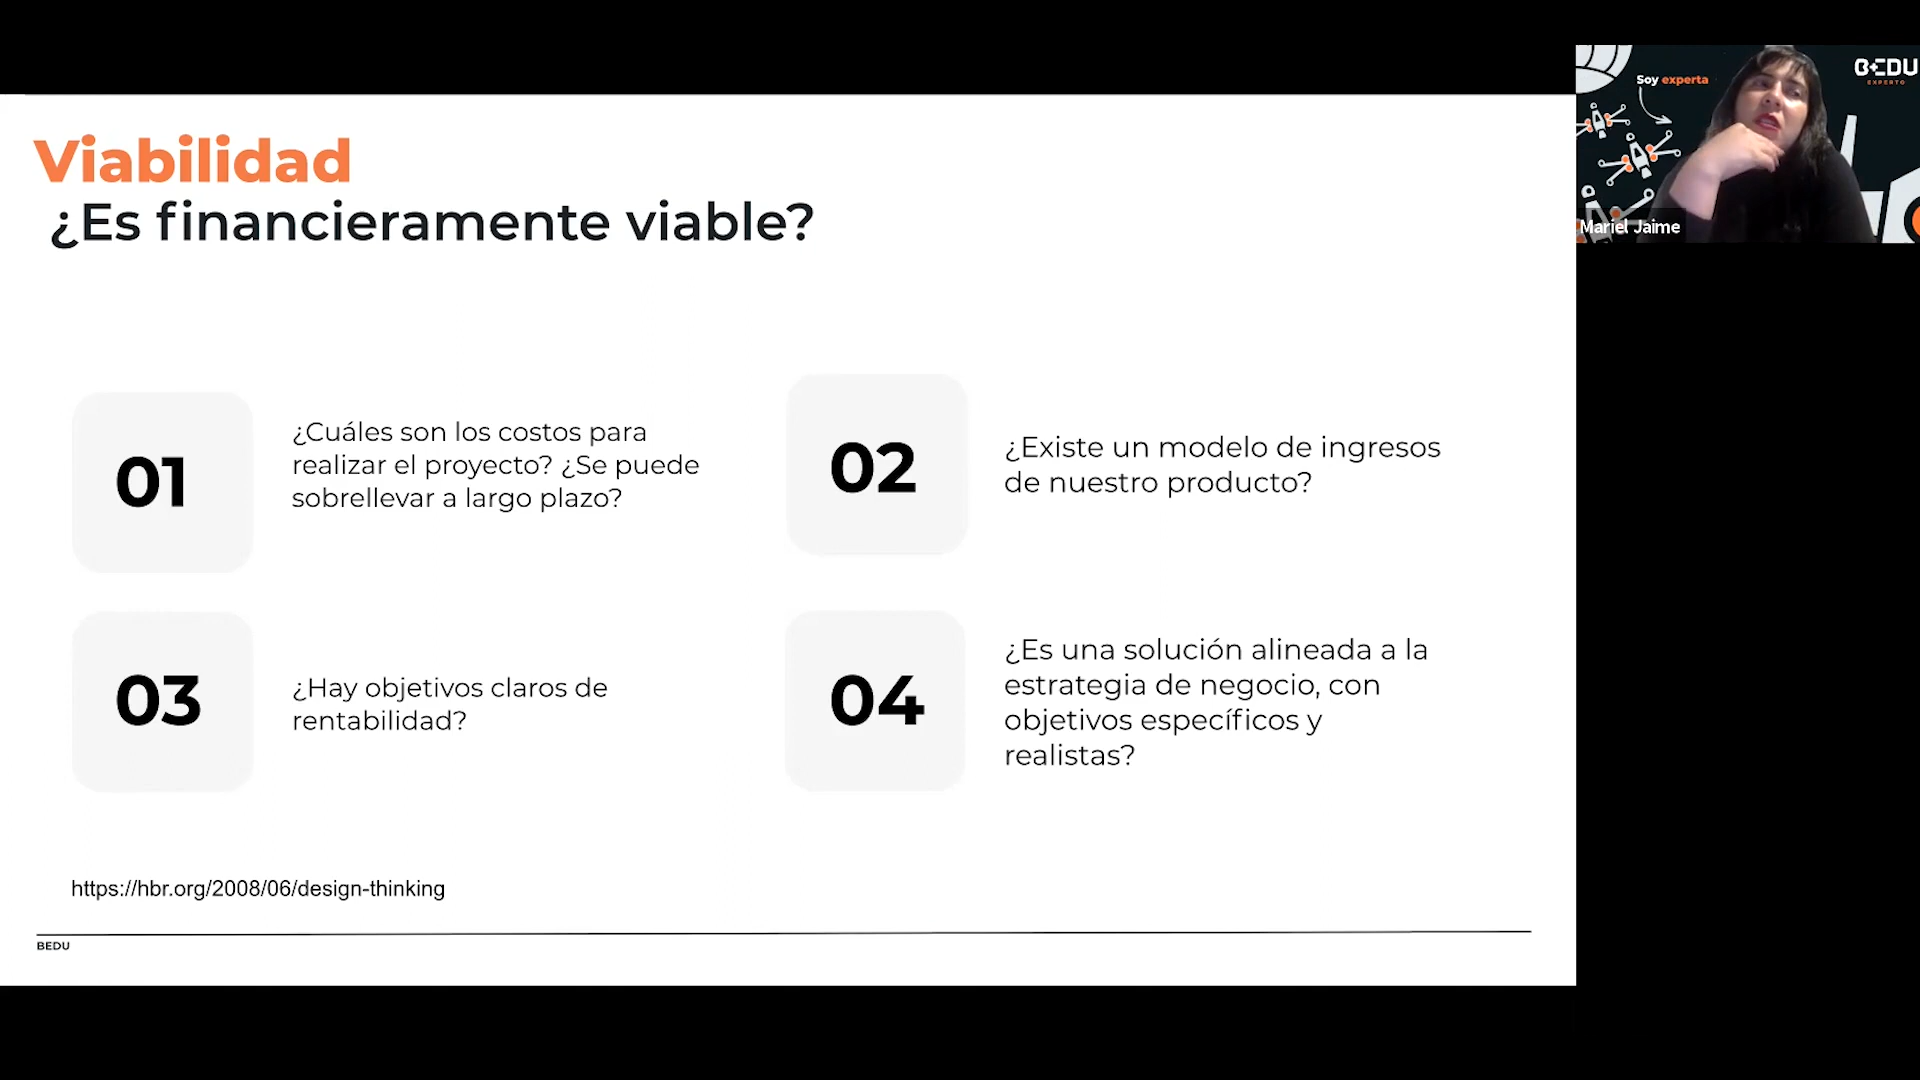 Viabilidad
¿Es financieramente viable?
01
¿Cuáles son los costos para
realizar el proyecto? ¿Se puede
sobrellevar a largo plazo?
02
¿Existe un modelo de ingresos
de nuestro producto?
03
¿Hay objetivos claros de
rentabilidad?
04
¿Es una solución alineada a la
estrategia de negocio, con
objetivos específicos y
realistas?
https://hbr.org/2008/06/design-thinking
BEDU
Soy experta
BEDU
EXPERTO
Mariel Jaime